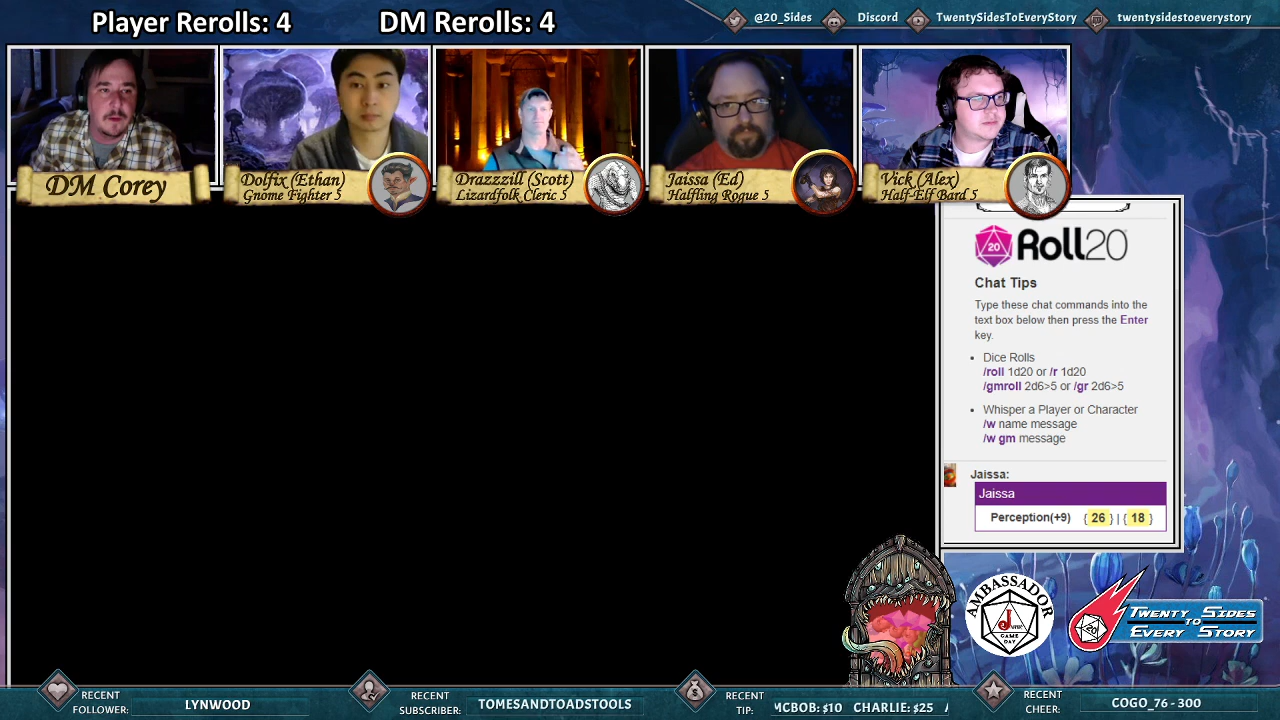 Player Rerolls: 4
DM Rerolls: 4
@20_Sides
Discord
TwentySidesToEveryStory
twentysidestoeverystory
DM Corey
Dolfix (Ethan)
Gnome Fighter 5
Drazzzill (Scott)
Lizardfolk Cleric 5
Jaissa (Ed)
Halfling Rogue 5
Vick (Alex)
Half-Elf Bard 5
20
Roll20
Chat Tips
Type these chat commands into the
text box below then press the Enter
key.
• Dice Rolls
/roll 1d20 or /r 1d20
/gmroll 2d6>5 or /gr 2d6>5
• Whisper a Player or Character
/w name message
/w gm message
Jaissa:
Jaissa
Perception(+9) {26} | {18}
AMBASSADOR
GAME
DAY
TWENTY SIDES
TO
EVERY STORY
RECENT
FOLLOWER:
LYNWOOD
RECENT
SUBSCRIBER:
TOMESANDTOADSTOOLS
RECENT
TIP:
MCBOB: $10 CHARLIE: $25
RECENT
CHEER:
COGO_76 - 300